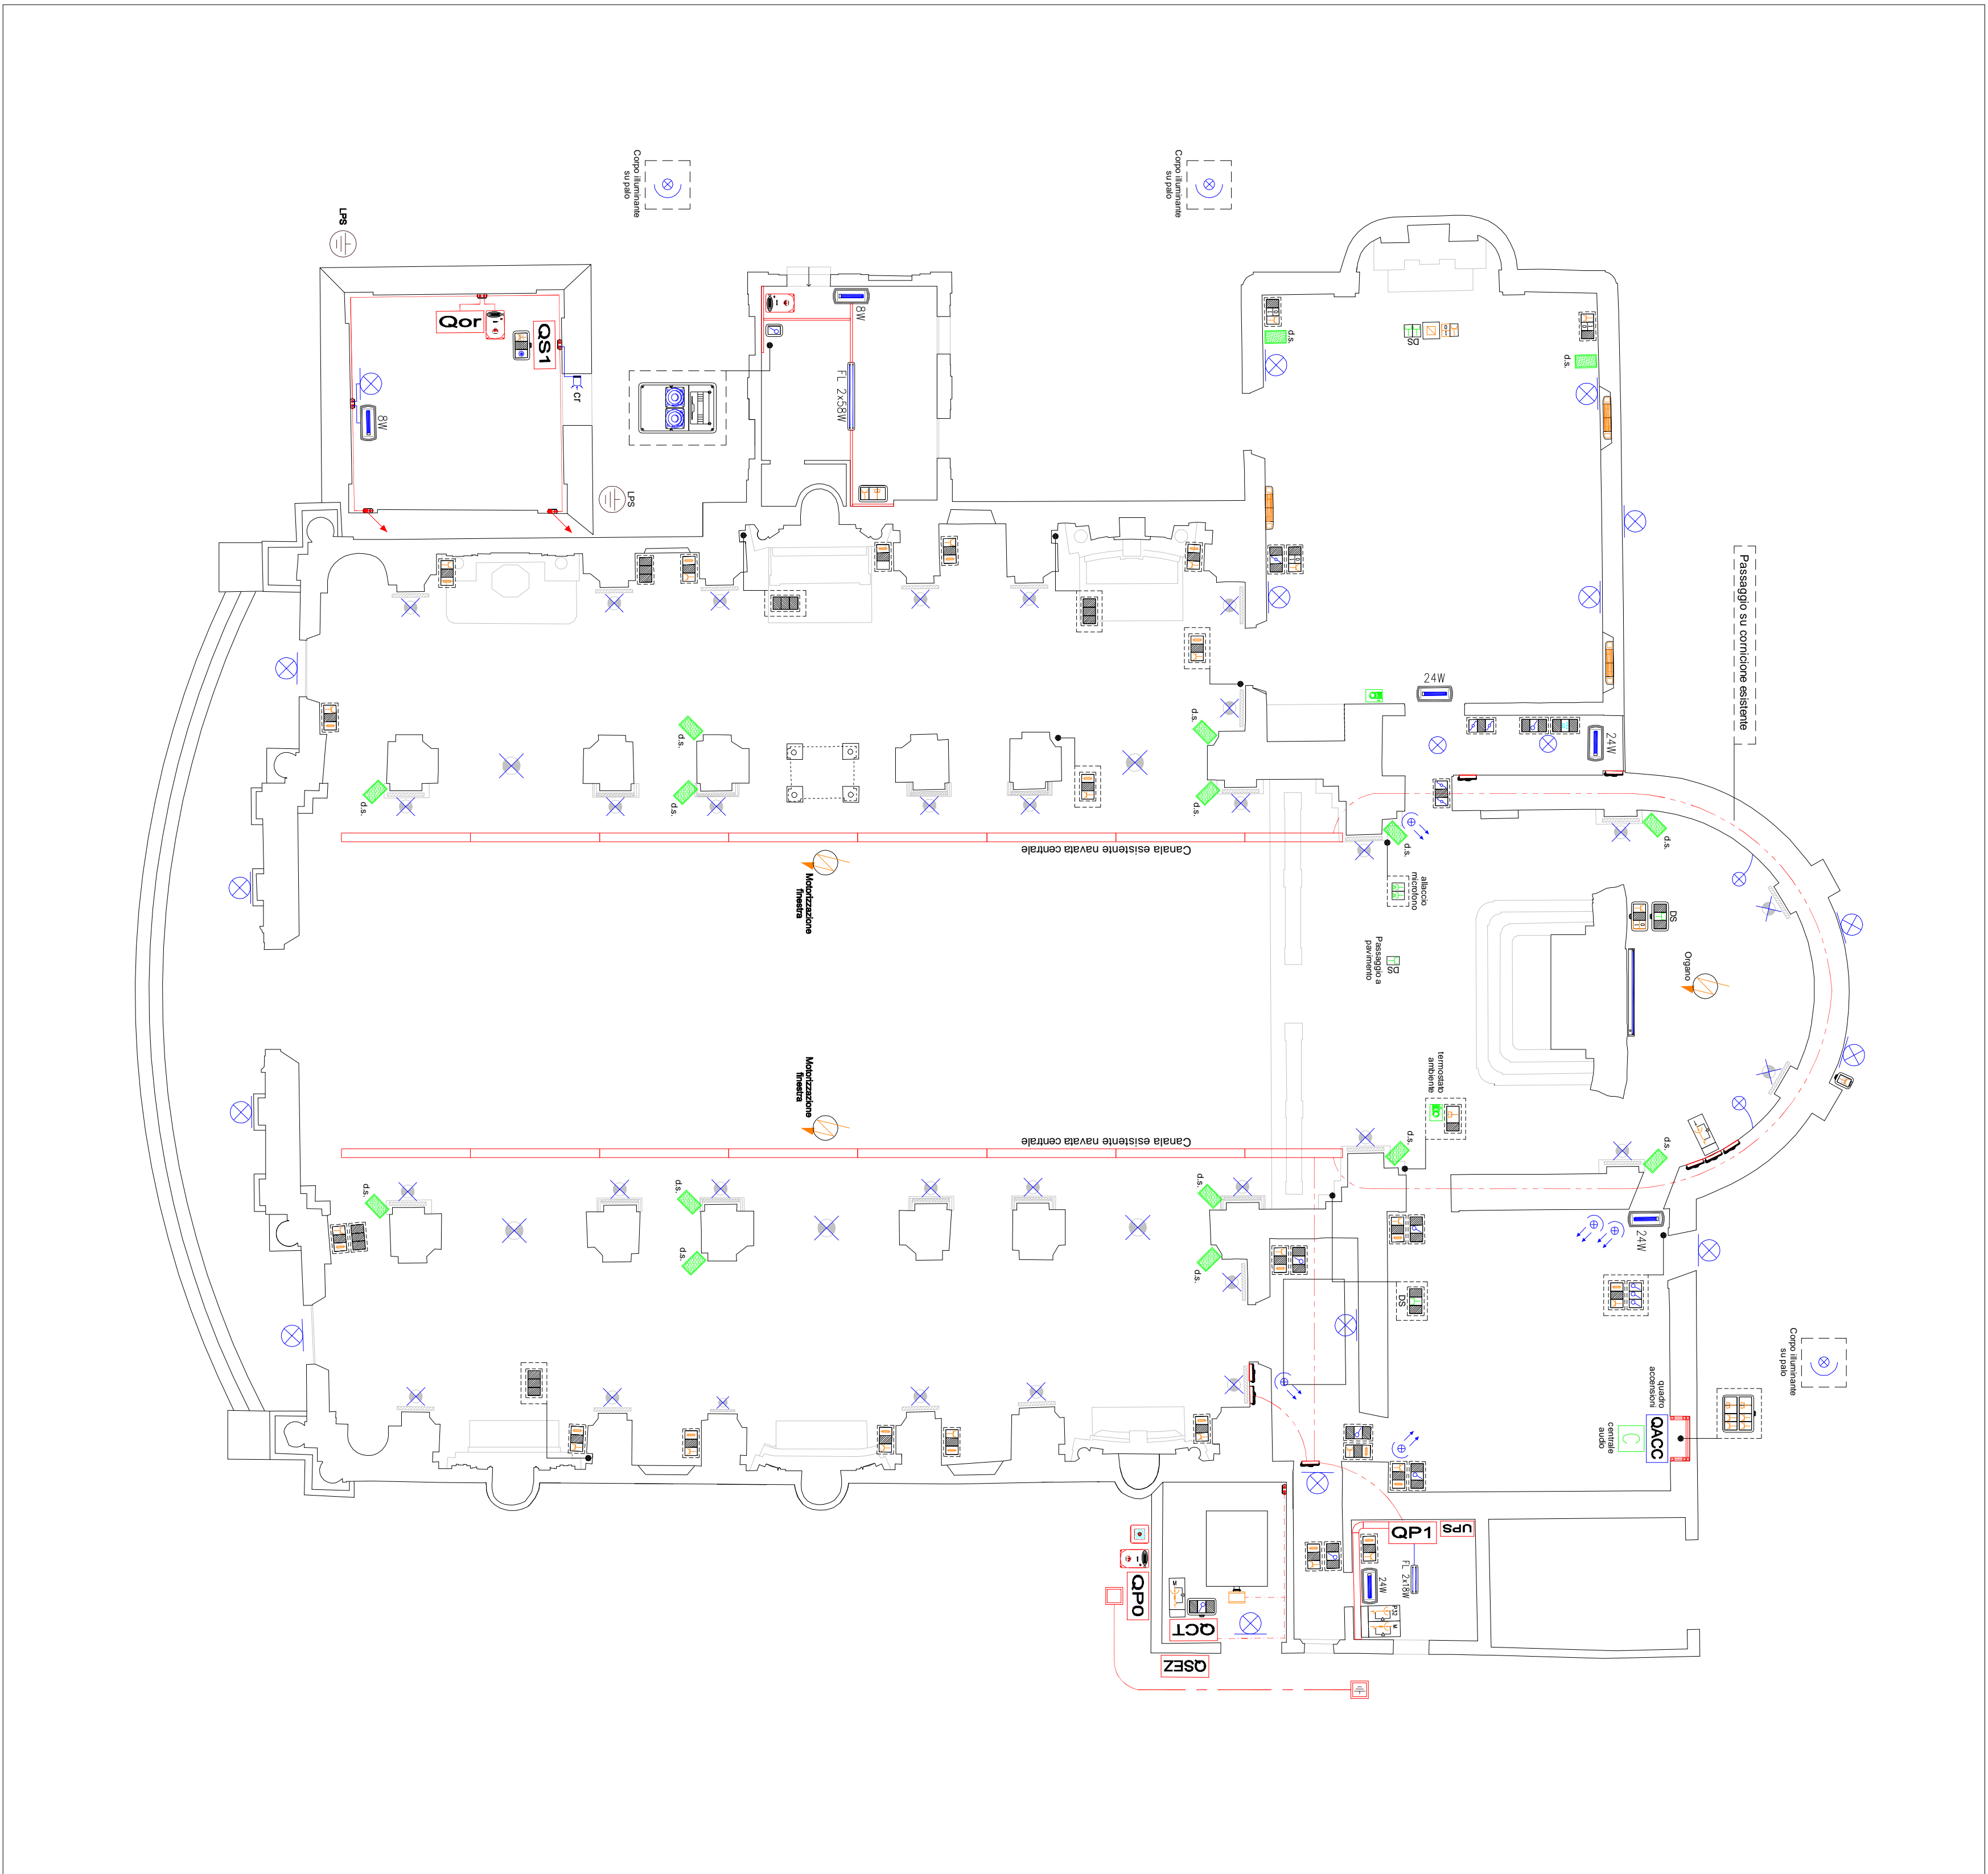 Corpo illuminante
su palo
Corpo illuminante
su palo
LPS
Qor
QS1
cr
8W
LPS
8W
FL 2x58W
d.s.
DS
d.s.
Passaggio su cornicione esistente
24W
24W
d.s.
d.s.
d.s.
d.s.
d.s.
d.s.
d.s.
Canala esistente navata centrale
Motorizzazione
finestra
allaccio
microfono
Passaggio a
pavimento
DS
DS
Organo
Motorizzazione
finestra
termostato
ambiente
Canala esistente navata centrale
d.s.
d.s.
d.s.
d.s.
d.s.
d.s.
d.s.
24W
DS
Corpo illuminante
su palo
quadro
accensioni
QACC
centrale
audio
C
QP1
UPS
FL 2x18W
24W
P32
M
QP0
M
QCT
QSEZ